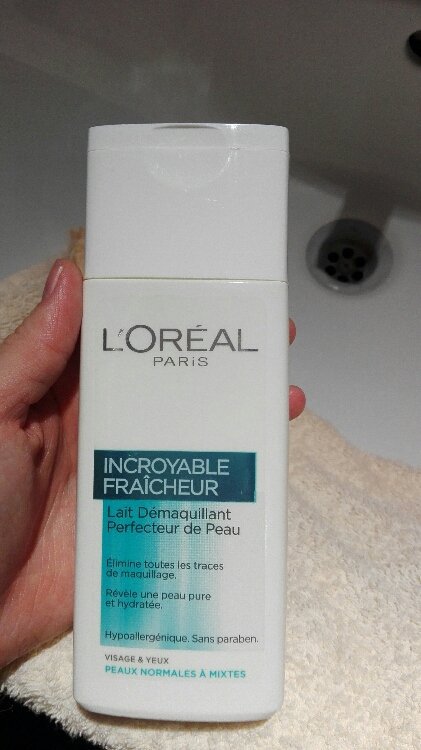 L'ORÉAL
PARiS
INCROYABLE
FRAÎCHEUR
Lait Démaquillant
Perfecteur de Peau
Élimine toutes les traces
de maquillage.
Révèle une peau pure
et hydratée.
Hypoallergénique. Sans paraben.
VISAGE & YEUX
PEAUX NORMALES À MIXTES